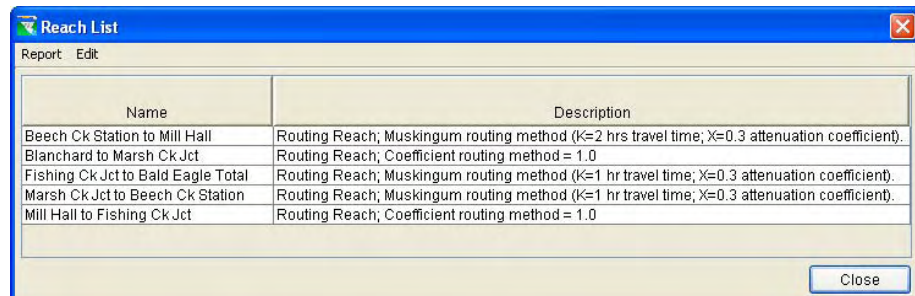 Reach List
Report Edit
Name Description
Beech Ck Station to Mill Hall Routing Reach; Muskingum routing method (K=2 hrs travel time; X=0.3 attenuation coefficient).
Blanchard to Marsh Ck Jct Routing Reach; Coefficient routing method = 1.0
Fishing Ck Jct to Bald Eagle Total Routing Reach; Muskingum routing method (K=1 hr travel time; X=0.3 attenuation coefficient).
Marsh Ck Jct to Beech Ck Station Routing Reach; Muskingum routing method (K=1 hr travel time; X=0.3 attenuation coefficient).
Mill Hall to Fishing Ck Jct Routing Reach; Coefficient routing method = 1.0
Close